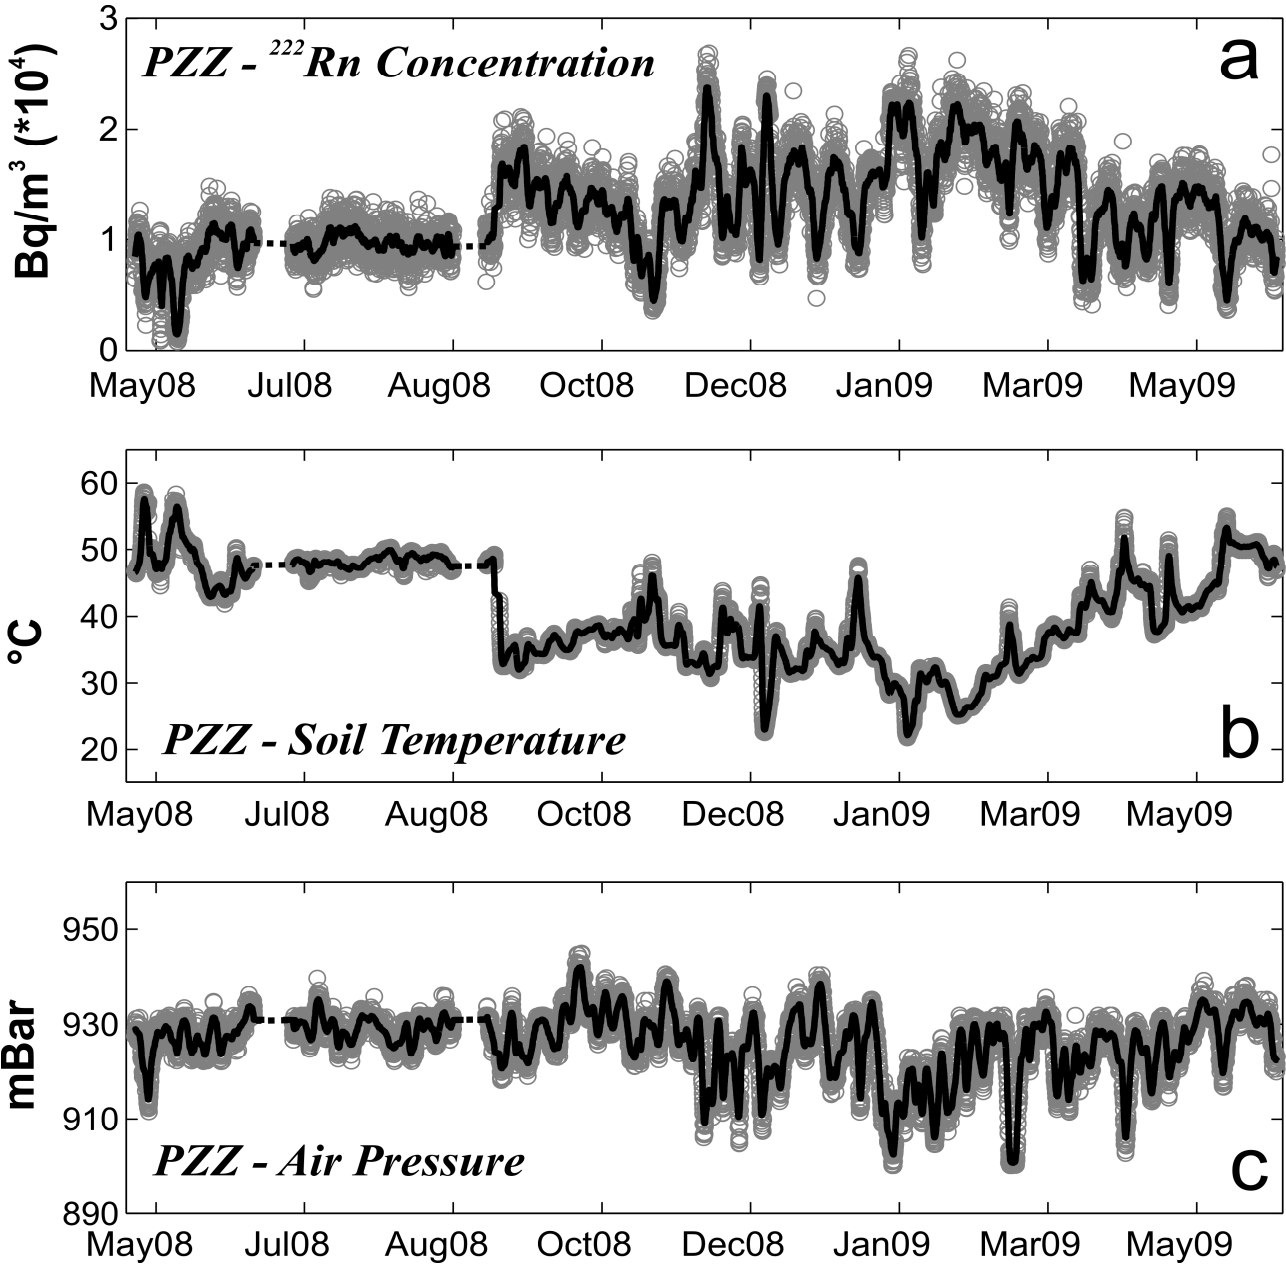 3
PZZ - ²²²Rn Concentration
a
2
1
0
Bq/m³ (*10⁴)
May08 Jul08 Aug08 Oct08 Dec08 Jan09 Mar09 May09
60
50
40
30
20
°C
PZZ - Soil Temperature
b
May08 Jul08 Aug08 Oct08 Dec08 Jan09 Mar09 May09
950
930
910
890
mBar
PZZ - Air Pressure
c
May08 Jul08 Aug08 Oct08 Dec08 Jan09 Mar09 May09